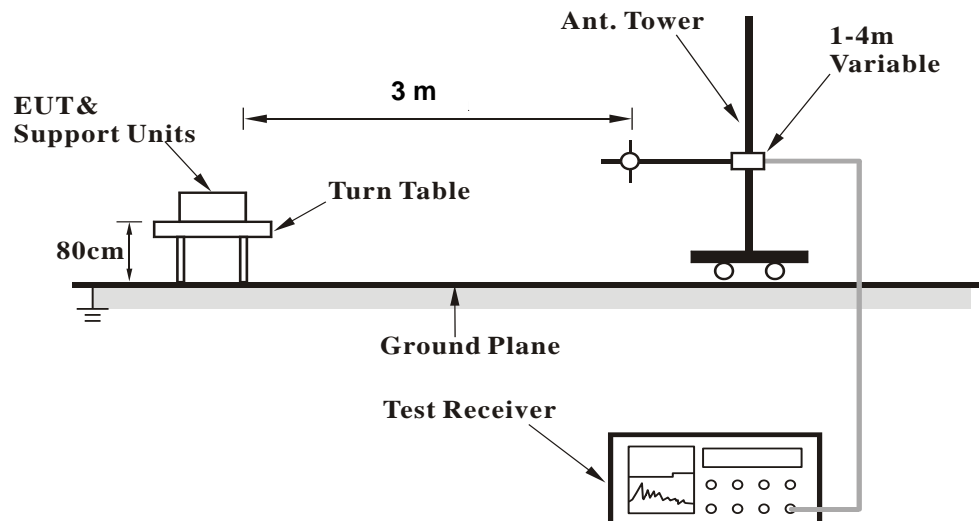 Ant. Tower
1-4m
Variable
3 m
EUT&
Support Units
Turn Table
80cm
Ground Plane
Test Receiver